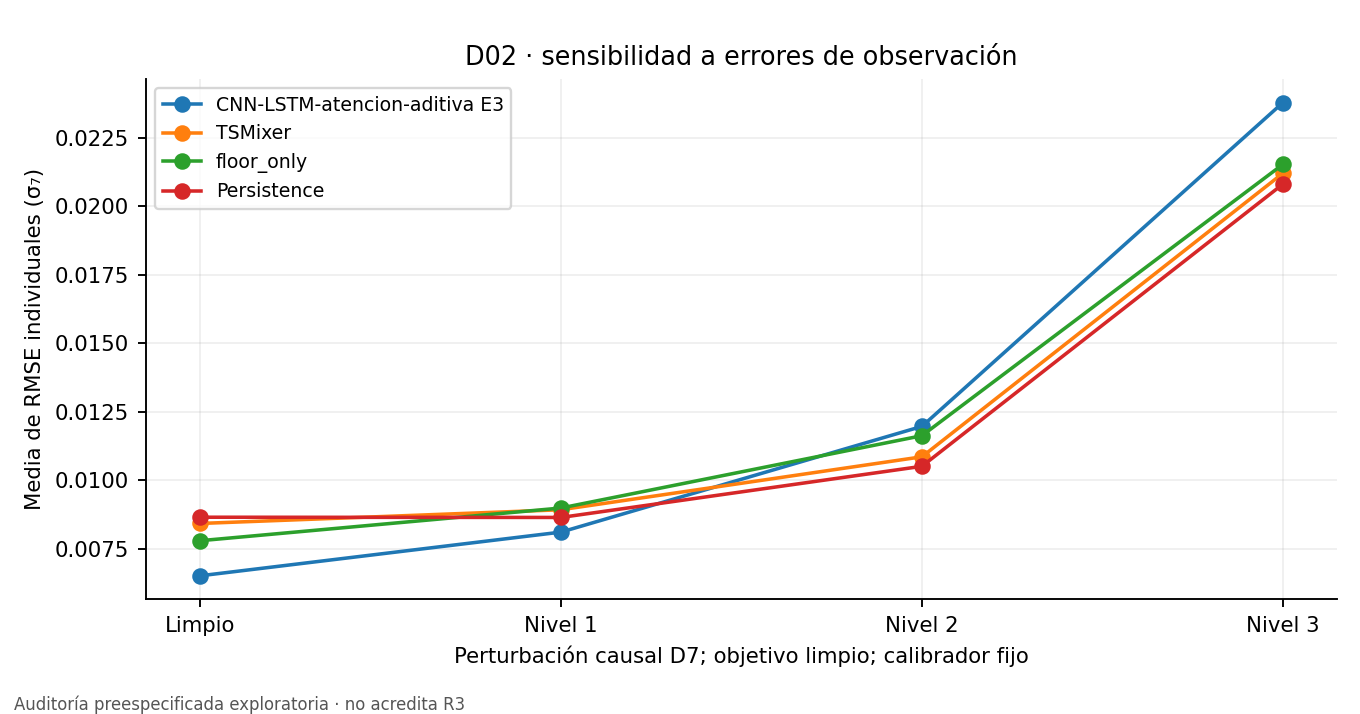 D02 · sensibilidad a errores de observación
CNN-LSTM-atencion-aditiva E3
TSMixer
floor_only
Persistence
Media de RMSE individuales (σ₇)
0.0225
0.0200
0.0175
0.0150
0.0125
0.0100
0.0075
Limpio Nivel 1 Nivel 2 Nivel 3
Perturbación causal D7; objetivo limpio; calibrador fijo
Auditoría preespecificada exploratoria · no acredita R3